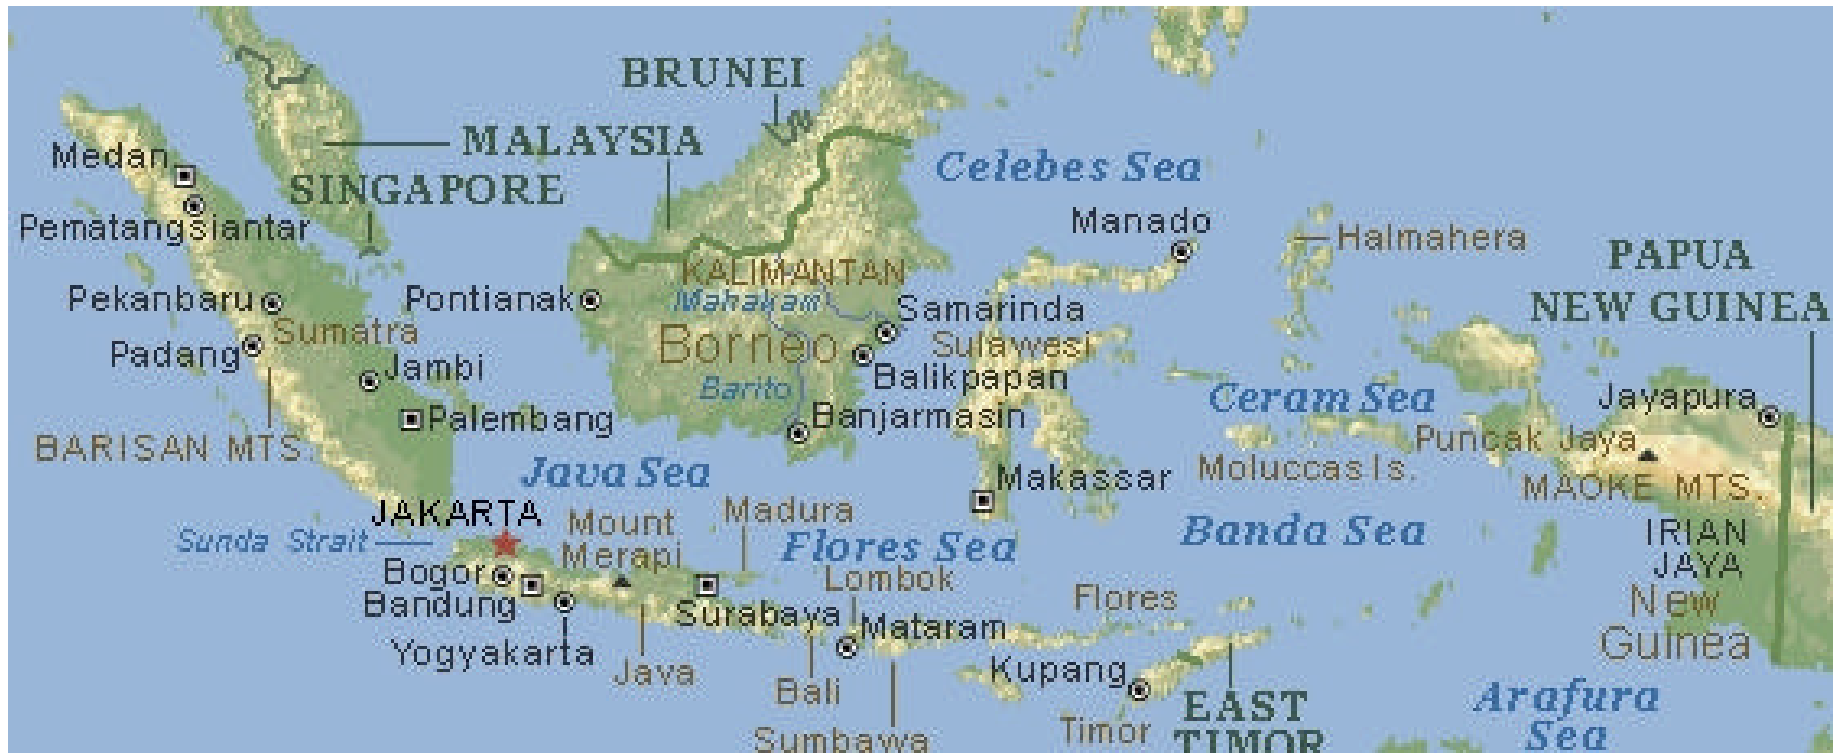 BRUNEI
MALAYSIA
Medan
SINGAPORE
Celebes Sea
Pematangsiantar
Manado
Halmahera
PAPUA
NEW GUINEA
KALIMANTAN
Pekanbaru
Pontianak
Mahakam
Samarinda
Sumatra
Borneo
Sulawesi
Padang
Jambi
Balikpapan
Barito
Ceram Sea
Jayapura
Palembang
Banjarmasin
BARISAN MTS.
Puncak Jaya
Java Sea
Makassar
Moluccas Is.
MAOKE MTS.
JAKARTA
Mount
Merapi
Madura
Sunda Strait
Flores Sea
Banda Sea
IRIAN
JAYA
Bogor
Lombok
Bandung
Surabaya
Flores
New
Guinea
Mataram
Yogyakarta
Java
Bali
Kupang
Sumbawa
Timor
EAST
TIMOR
Arafura
Sea